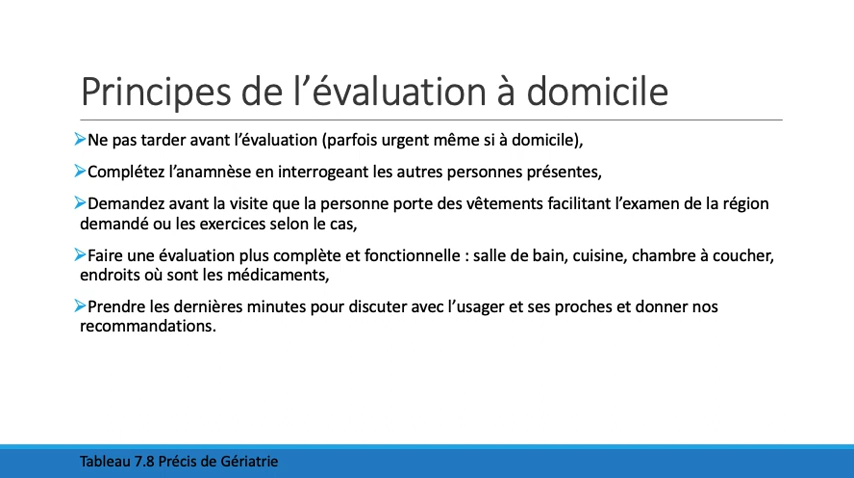 Principes de l’évaluation à domicile
➢Ne pas tarder avant l’évaluation (parfois urgent même si à domicile),
➢Complétez l’anamnèse en interrogeant les autres personnes présentes,
➢Demandez avant la visite que la personne porte des vêtements facilitant l’examen de la région
demandé ou les exercices selon le cas,
➢Faire une évaluation plus complète et fonctionnelle : salle de bain, cuisine, chambre à coucher,
endroits où sont les médicaments,
➢Prendre les dernières minutes pour discuter avec l’usager et ses proches et donner nos
recommandations.
Tableau 7.8 Précis de Gériatrie